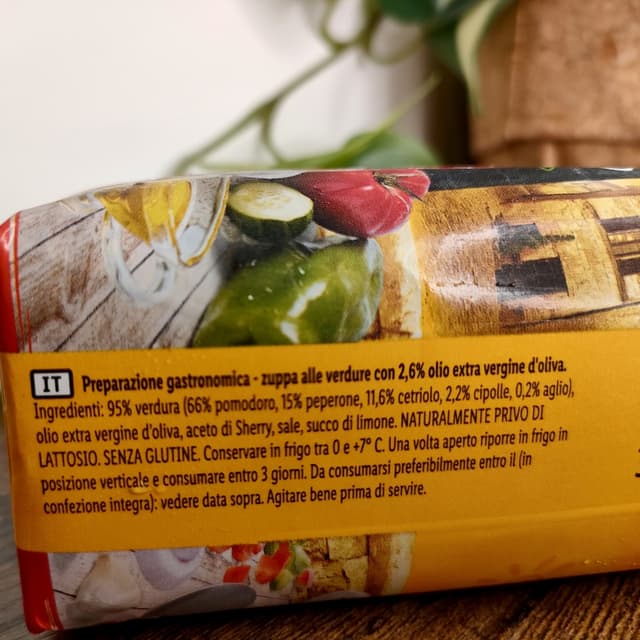 IT Preparazione gastronomica - zuppa alle verdure con 2,6% olio extra vergine d'oliva.
Ingredienti: 95% verdura (66% pomodoro, 15% peperone, 11,6% cetriolo, 2,2% cipolle, 0,2% aglio),
olio extra vergine d'oliva, aceto di Sherry, sale, succo di limone. NATURALMENTE PRIVO DI
LATTOSIO. SENZA GLUTINE. Conservare in frigo tra 0 e +7° C. Una volta aperto riporre in frigo in
posizione verticale e consumare entro 3 giorni. Da consumarsi preferibilmente entro il (in
confezione integra): vedere data sopra. Agitare bene prima di servire.